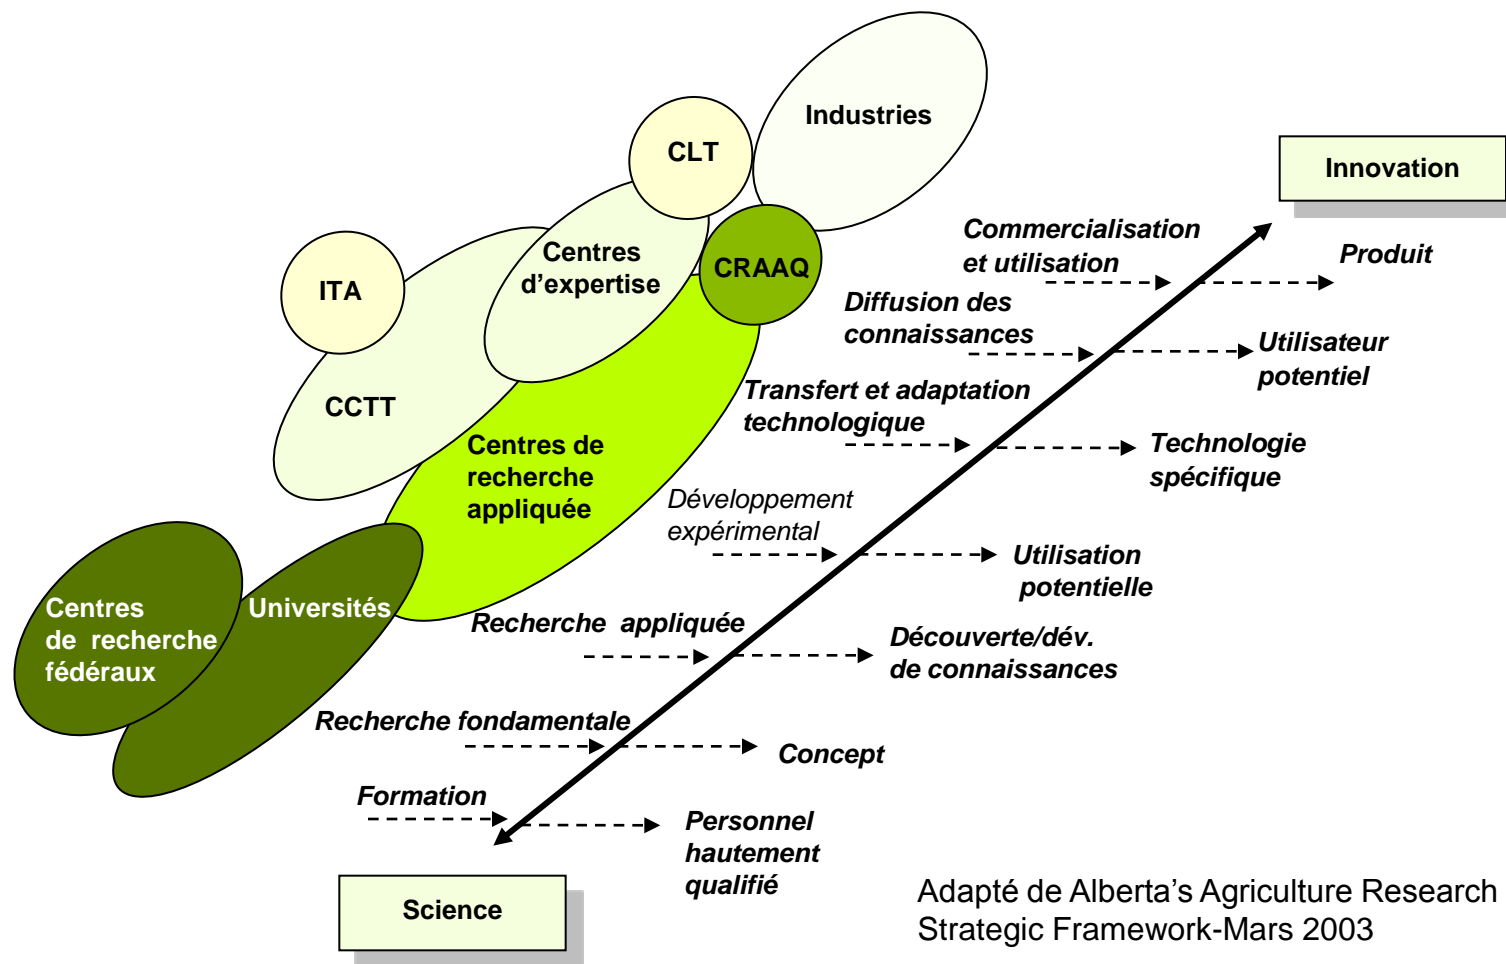 Industries
CLT
Innovation
Centres
d’expertise
CRAAQ
ITA
CCTT
Centres de
recherche
appliquée
Centres
de recherche
fédéraux
Universités
Commercialisation
et utilisation
Produit
Diffusion des
connaissances
Utilisateur
potentiel
Transfert et adaptation
technologique
Technologie
spécifique
Développement
expérimental
Utilisation
potentielle
Recherche appliquée
Découverte/dév.
de connaissances
Recherche fondamentale
Concept
Formation
Personnel
hautement
qualifié
Science
Adapté de Alberta’s Agriculture Research
Strategic Framework-Mars 2003